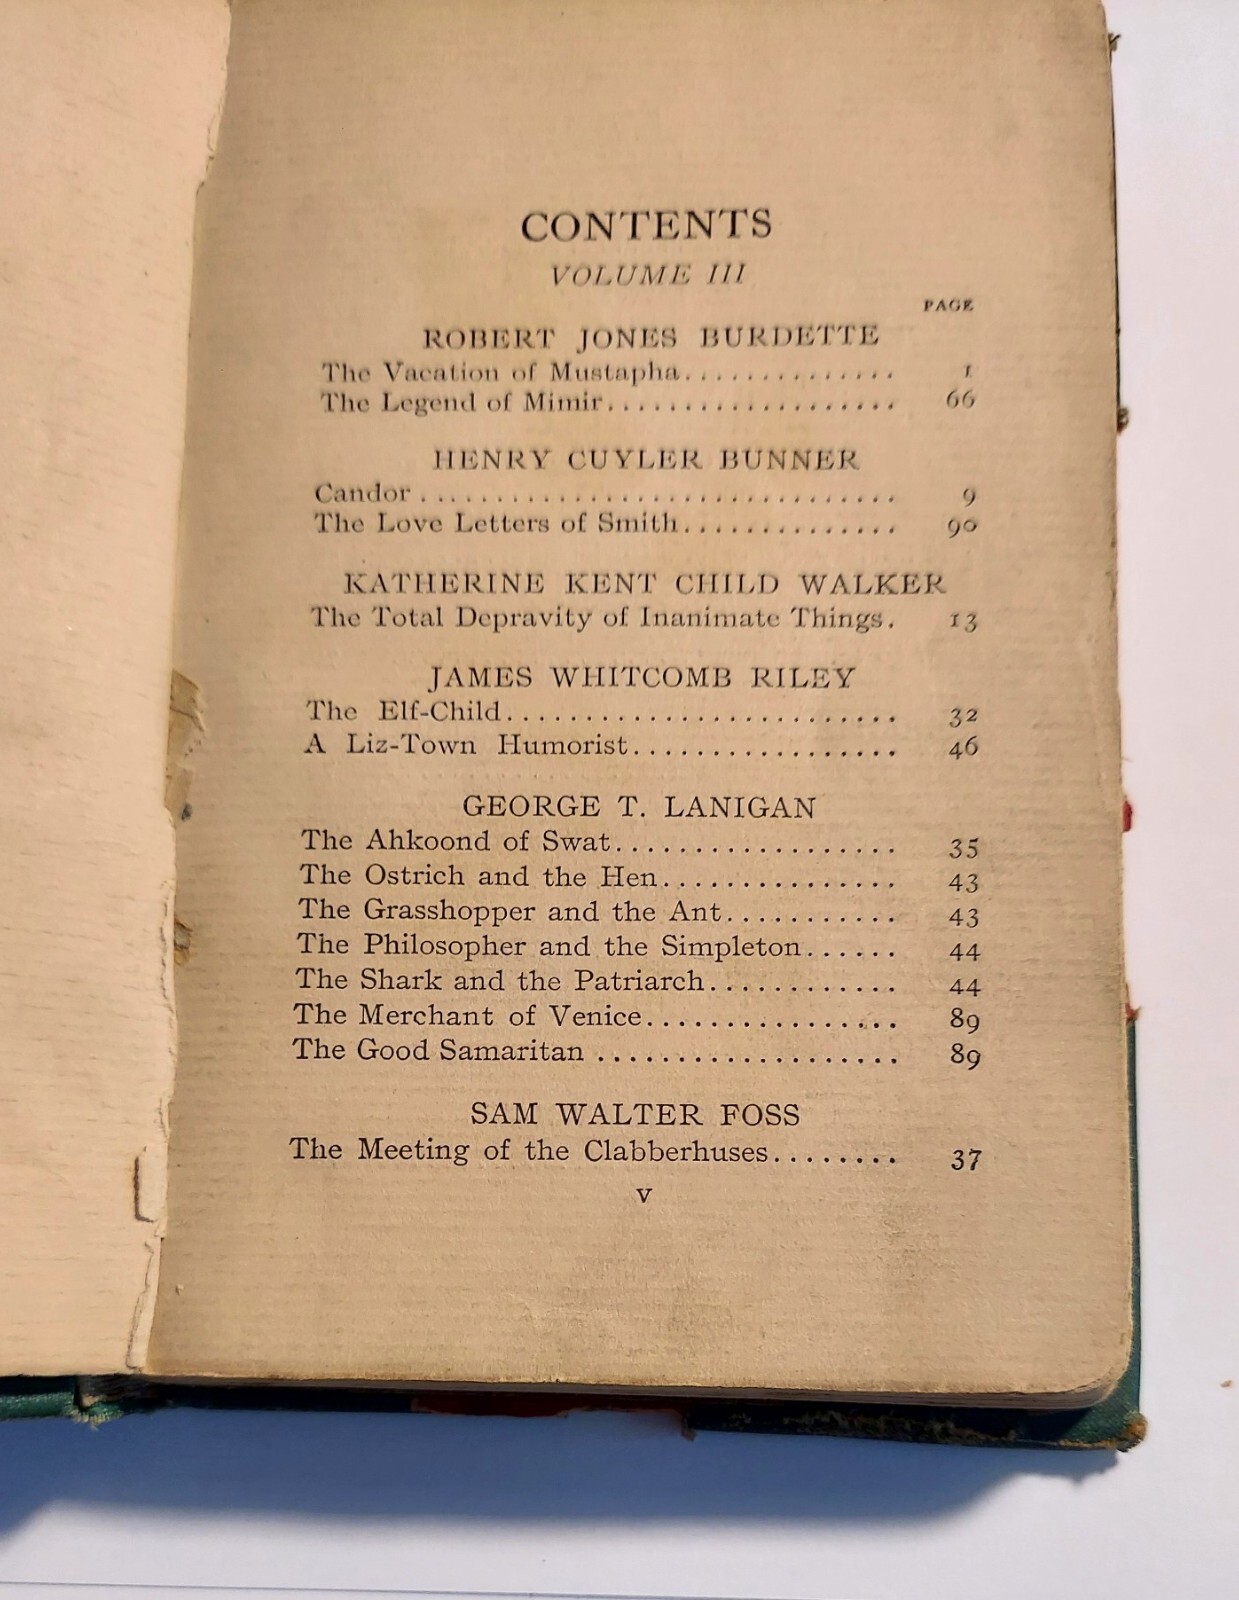 CONTENTS
VOLUME III
PAGE
ROBERT JONES BURDETTE
The Vacation of Mustapha.............. 1
The Legend of Mimir................... 66
HENRY CUYLER BUNNER
Candor............................... 9
The Love Letters of Smith.............. 90
KATHERINE KENT CHILD WALKER
The Total Depravity of Inanimate Things. 13
JAMES WHITCOMB RILEY
The Elf-Child......................... 32
A Liz-Town Humorist................. 46
GEORGE T. LANIGAN
The Ahkoond of Swat.................. 35
The Ostrich and the Hen............... 43
The Grasshopper and the Ant........... 43
The Philosopher and the Simpleton...... 44
The Shark and the Patriarch............ 44
The Merchant of Venice................ 89
The Good Samaritan ................... 89
SAM WALTER FOSS
The Meeting of the Clabberhuses........ 37
v